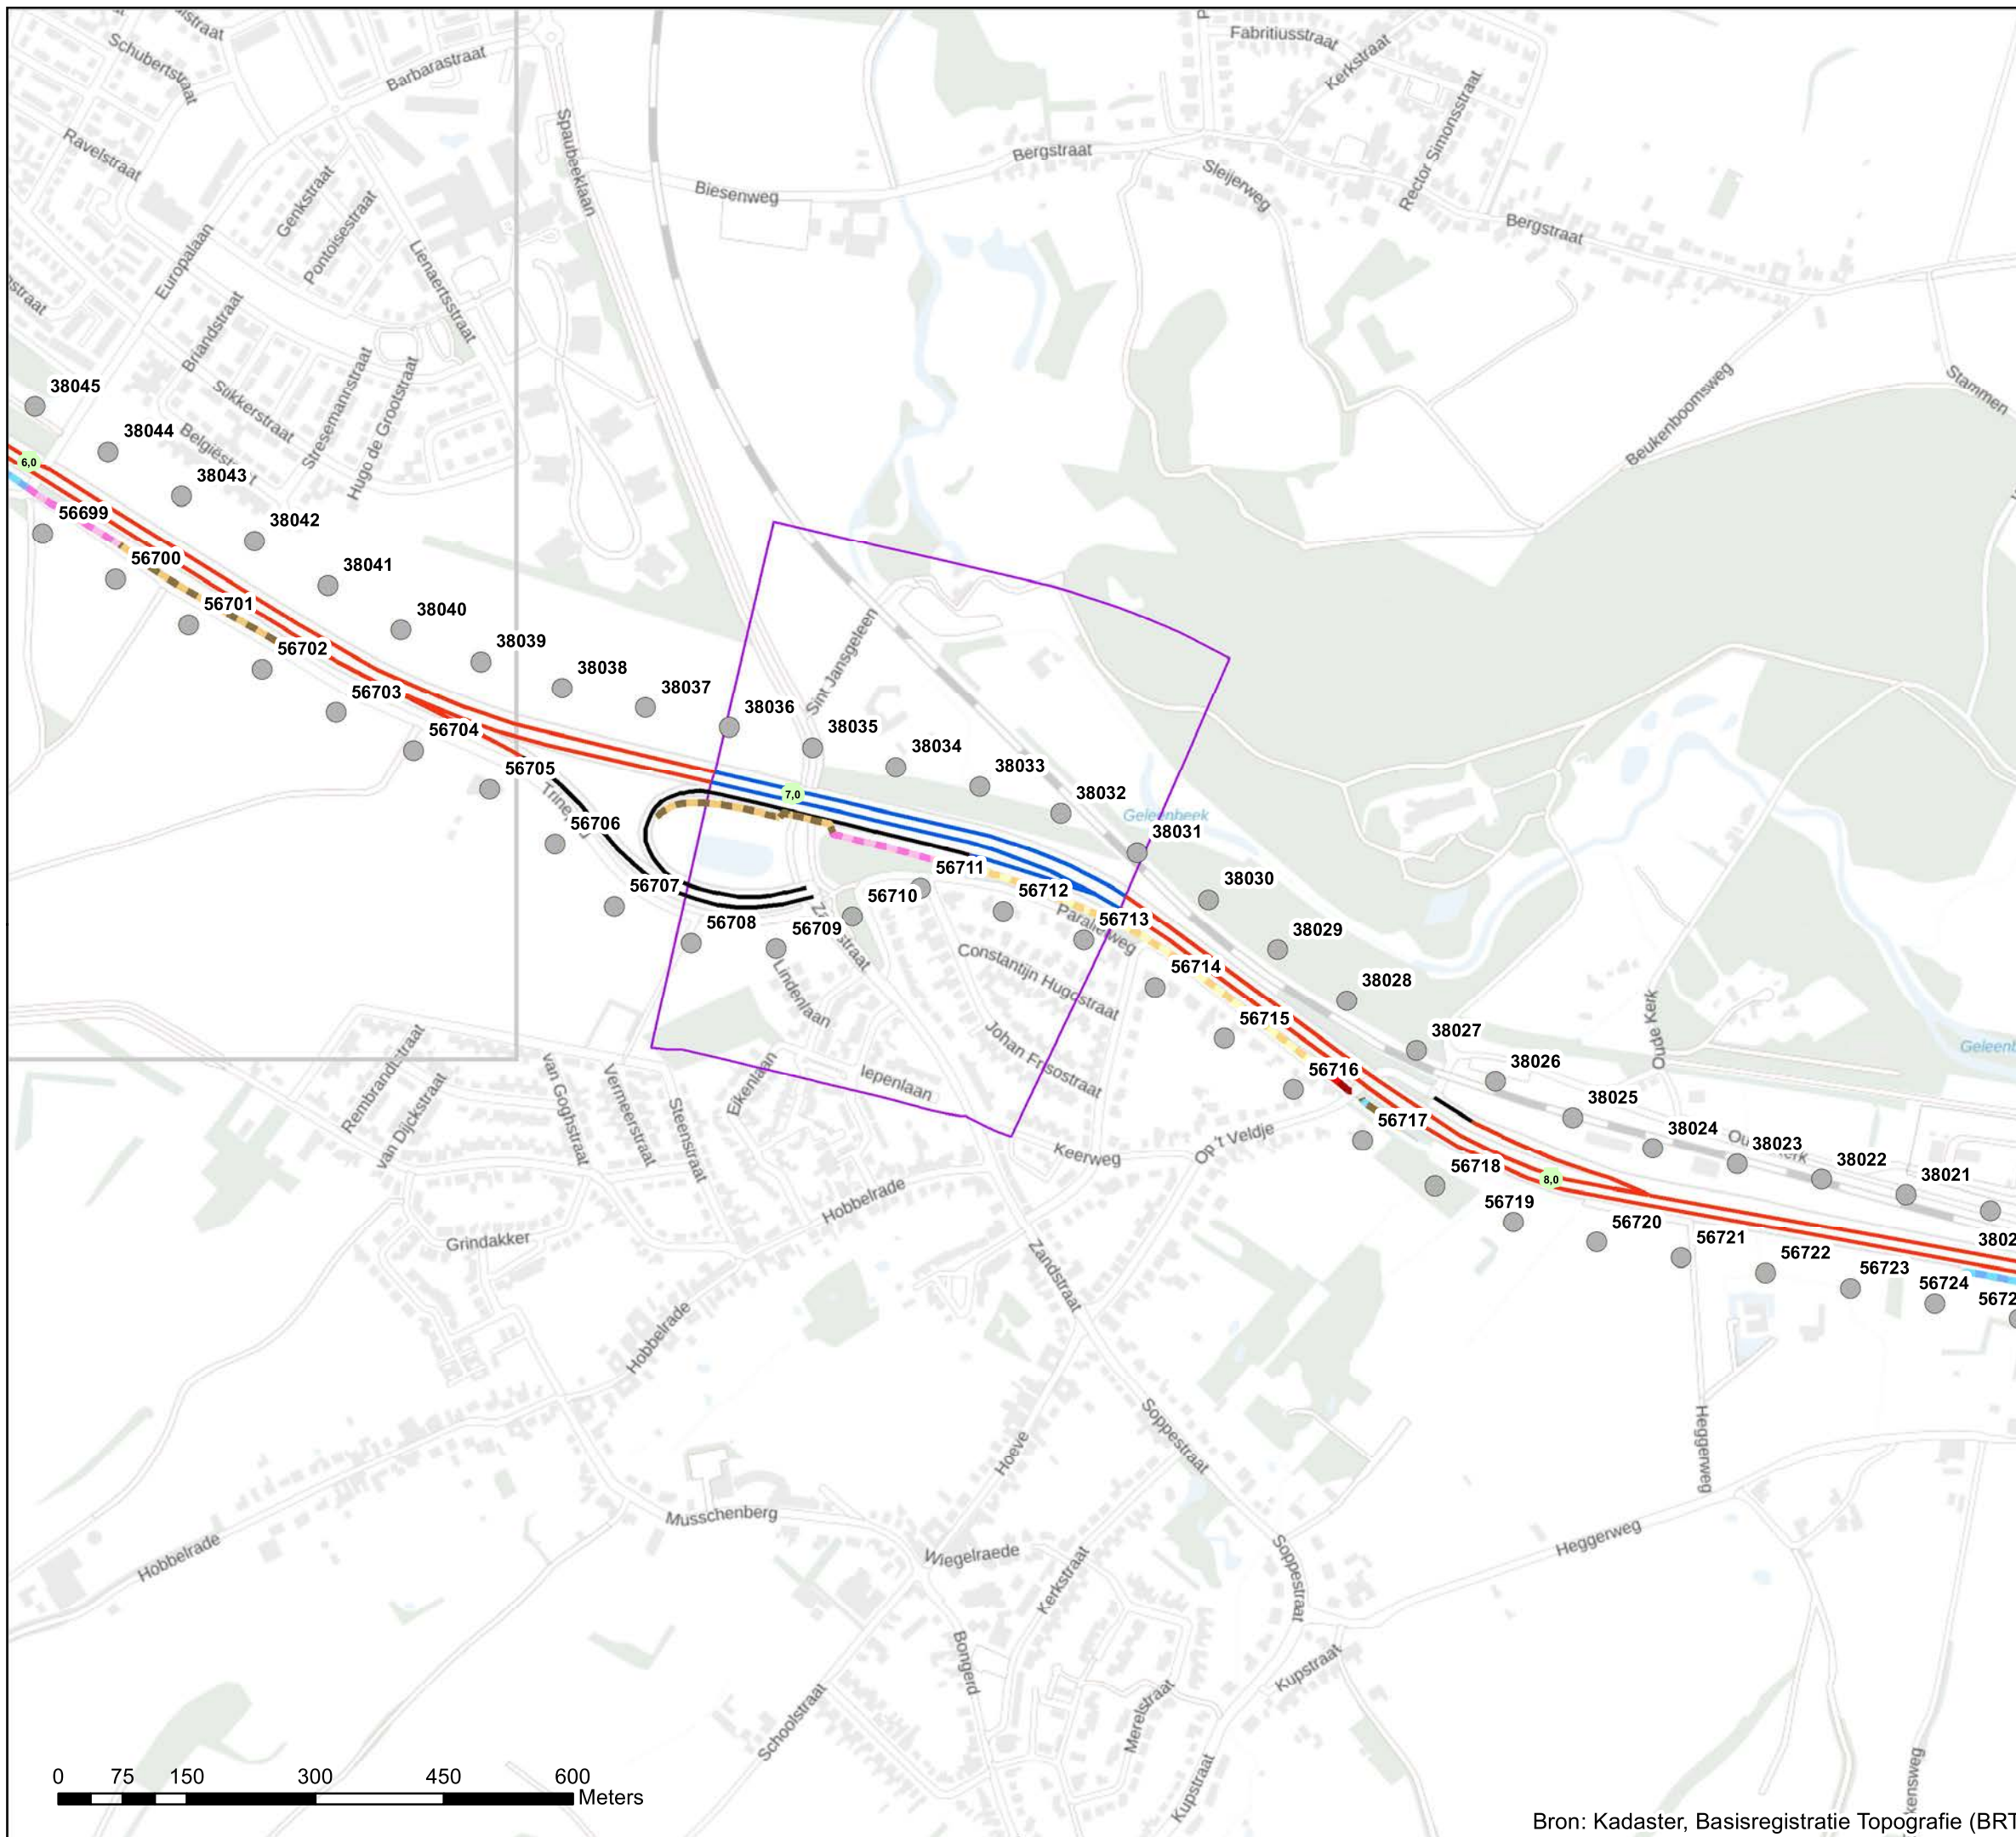 Schubertstraat
Barbarastraat
Ravelstraat
Genkstraat
Pontoisestraat
Europalaan
Lienaertsstraat
Briandstraat
Sukkerstraat
Stresemannstraat
Hugo de Grootstraat
Spaubeeklaan
Biesenweg
Bergstraat
Fabritiusstraat
Kerkstraat
Rector Simonsstraat
Sleijerweg
Bergstraat
Beukenboomsweg
Stammen
38045
38044
38043
38042
38041
38040
38039
38038
38037
38036
38035
38034
38033
38032
38031
38030
38029
38028
38027
38026
38025
38024
38023
38022
38021
3802
6,0
7,0
8,0
56699
56700
56701
56702
56703
56704
56705
56706
56707
56708
56709
56710
56711
56712
56713
56714
56715
56716
56717
56718
56719
56720
56721
56722
56723
56724
5672
Sint Jansgeleen
Geleenbeek
Constantijn Hugostraat
Johan Frisostraat
Lindenlaan
Eikenlaan
Iepenlaan
Keerweg
Op 't Veldje
Oude Kerk
Rembrandtstraat
van Dijckstraat
van Goghstraat
Vermeerstraat
Steenstraat
Hobbelrade
Grindakker
Hobbelrade
Zandstraat
Soppestraat
Hoeve
Musschenberg
Hobbelrade
Wiegelraede
Kerkstraat
Soppestraat
Heggerweg
Heggerweg
Bongerd
Schoolstraat
Merelstraat
Kupstraat
Kupstraat
0 75 150 300 450 600
Meters
Bron: Kadaster, Basisregistratie Topografie (BRT